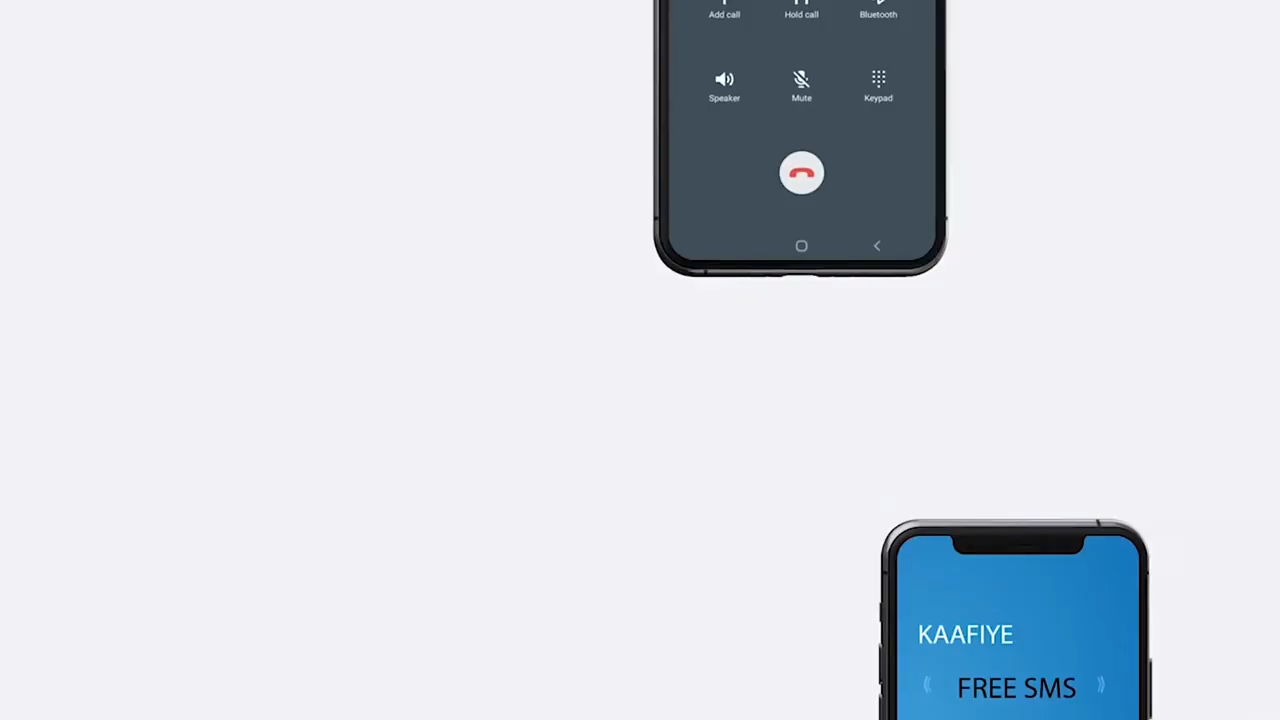 Add call Hold call Bluetooth
Speaker Mute Keypad
KAAFIYE
FREE SMS